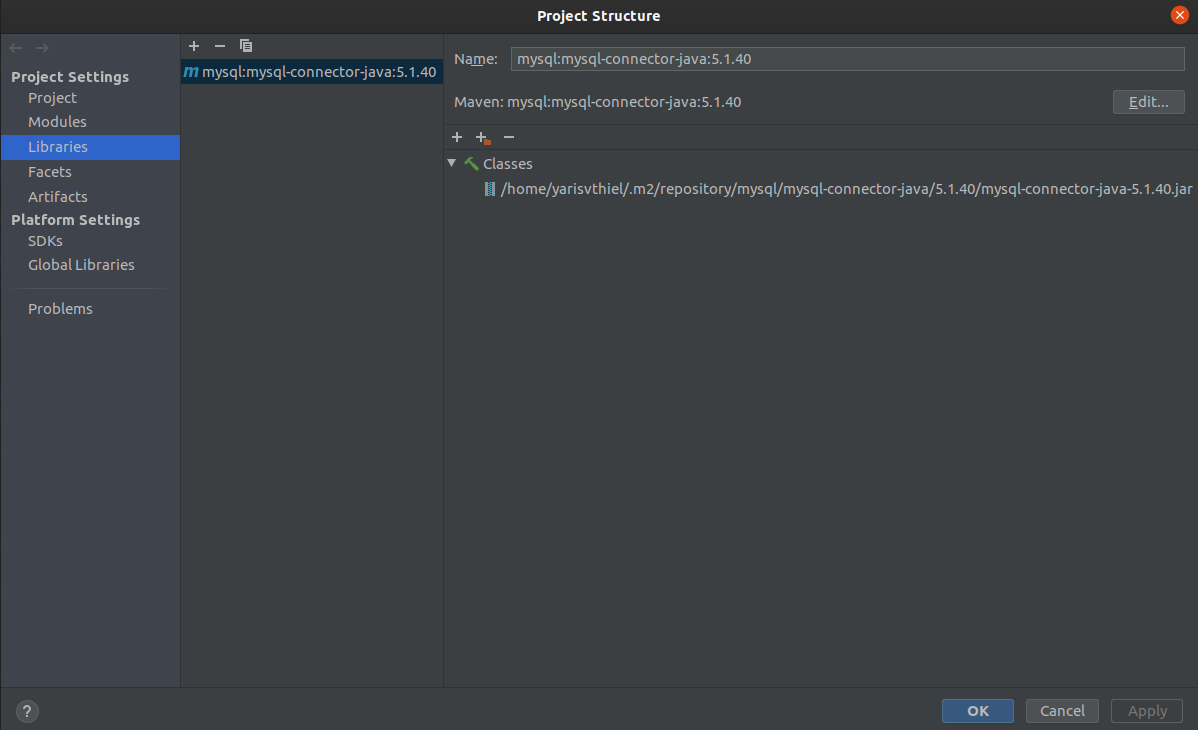 Project Structure
Project Settings
Project
Modules
Libraries
Facets
Artifacts
Platform Settings
SDKs
Global Libraries
Problems
m mysql:mysql-connector-java:5.1.40
Name: mysql:mysql-connector-java:5.1.40
Maven: mysql:mysql-connector-java:5.1.40 Edit...
Classes
/home/yarisvthiel/.m2/repository/mysql/mysql-connector-java/5.1.40/mysql-connector-java-5.1.40.jar
? OK Cancel Apply